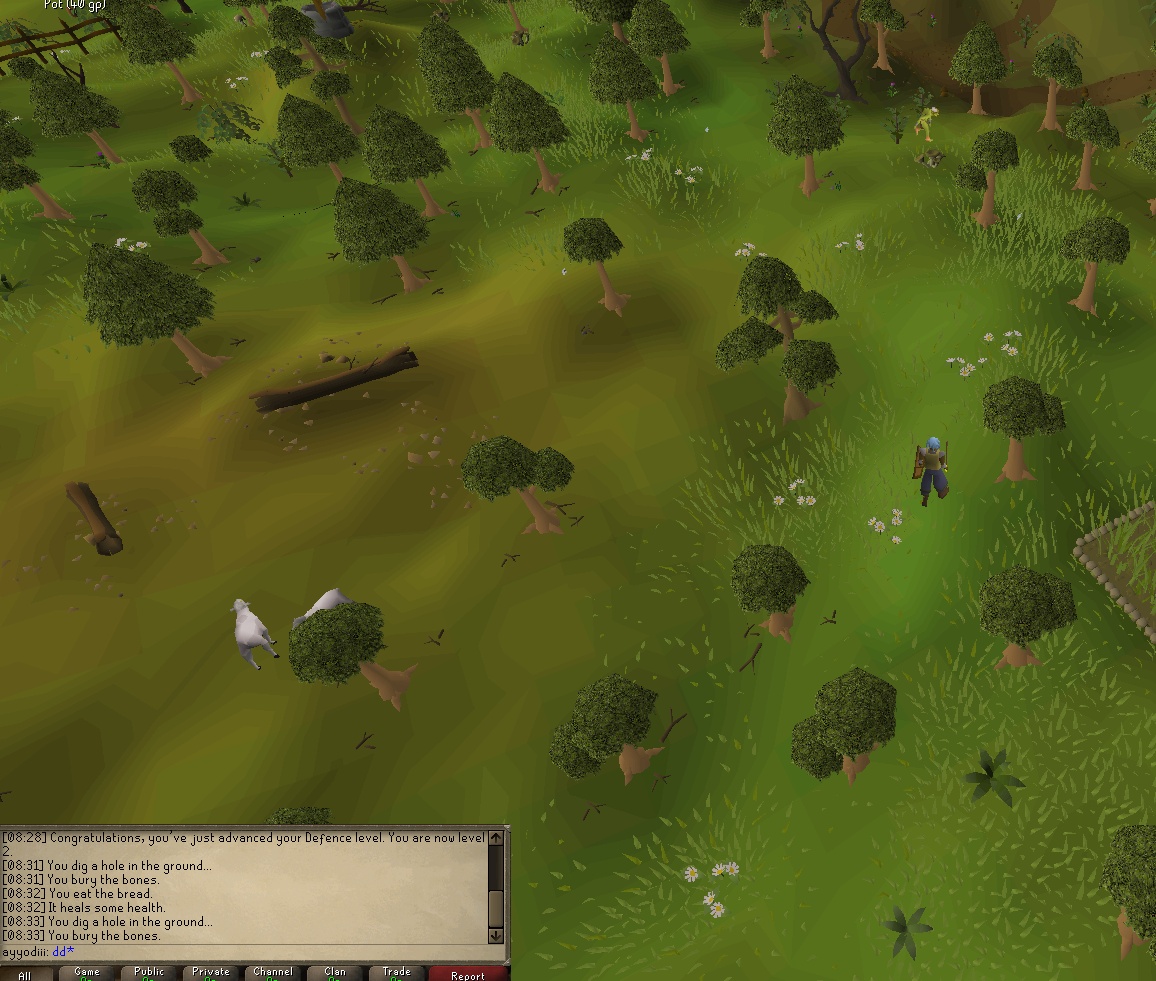 Pot (40 gp)
[08:28] Congratulations, you've just advanced your Defence level. You are now level
2.
[08:31] You dig a hole in the ground...
[08:31] You bury the bones.
[08:32] You eat the bread.
[08:32] It heals some health.
[08:33] You dig a hole in the ground...
[08:33] You bury the bones.
ayyodiii: dd*
All Game Public Private Channel Clan Trade Report